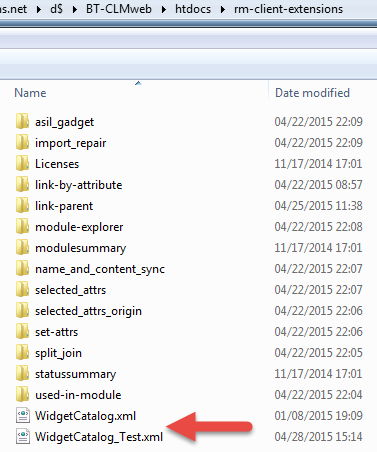 ns.net ▸ d$ ▸ BT-CLMweb ▸ htdocs ▸ rm-client-extensions
Name Date modified
asil_gadget 04/22/2015 22:09
import_repair 04/22/2015 22:09
Licenses 11/17/2014 17:01
link-by-attribute 04/22/2015 08:57
link-parent 04/25/2015 11:38
module-explorer 04/22/2015 22:08
modulesummary 11/17/2014 17:01
name_and_content_sync 04/22/2015 22:07
selected_attrs 04/22/2015 22:07
selected_attrs_origin 04/22/2015 22:06
set-attrs 04/22/2015 22:06
split_join 04/22/2015 22:05
statussummary 11/17/2014 17:01
used-in-module 04/22/2015 22:04
WidgetCatalog.xml 01/08/2015 19:09
WidgetCatalog_Test.xml 04/28/2015 15:14